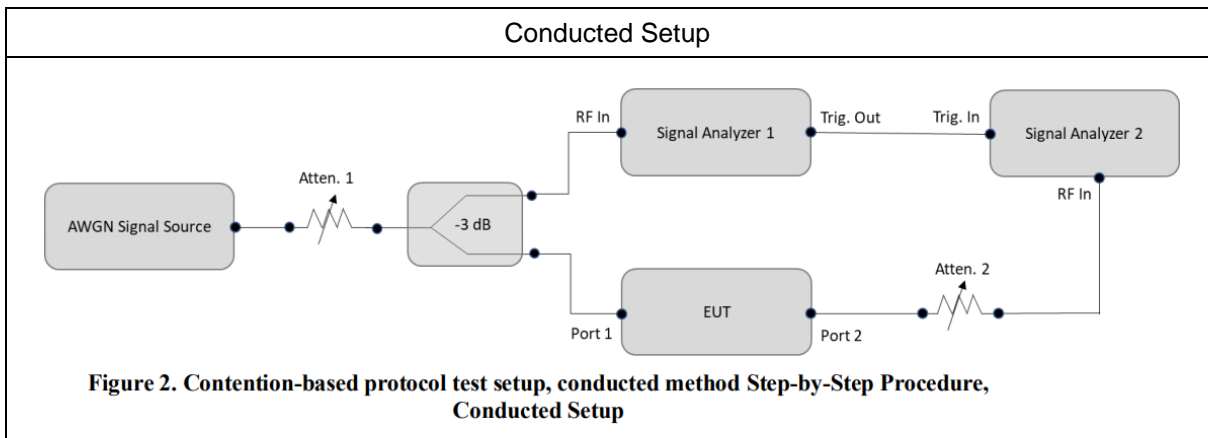 Conducted Setup
RF In
Signal Analyzer 1
Trig. Out
Trig. In
Signal Analyzer 2
RF In
Atten. 1
AWGN Signal Source
-3 dB
Atten. 2
EUT
Port 1
Port 2
Figure 2. Contention-based protocol test setup, conducted method Step-by-Step Procedure,
Conducted Setup